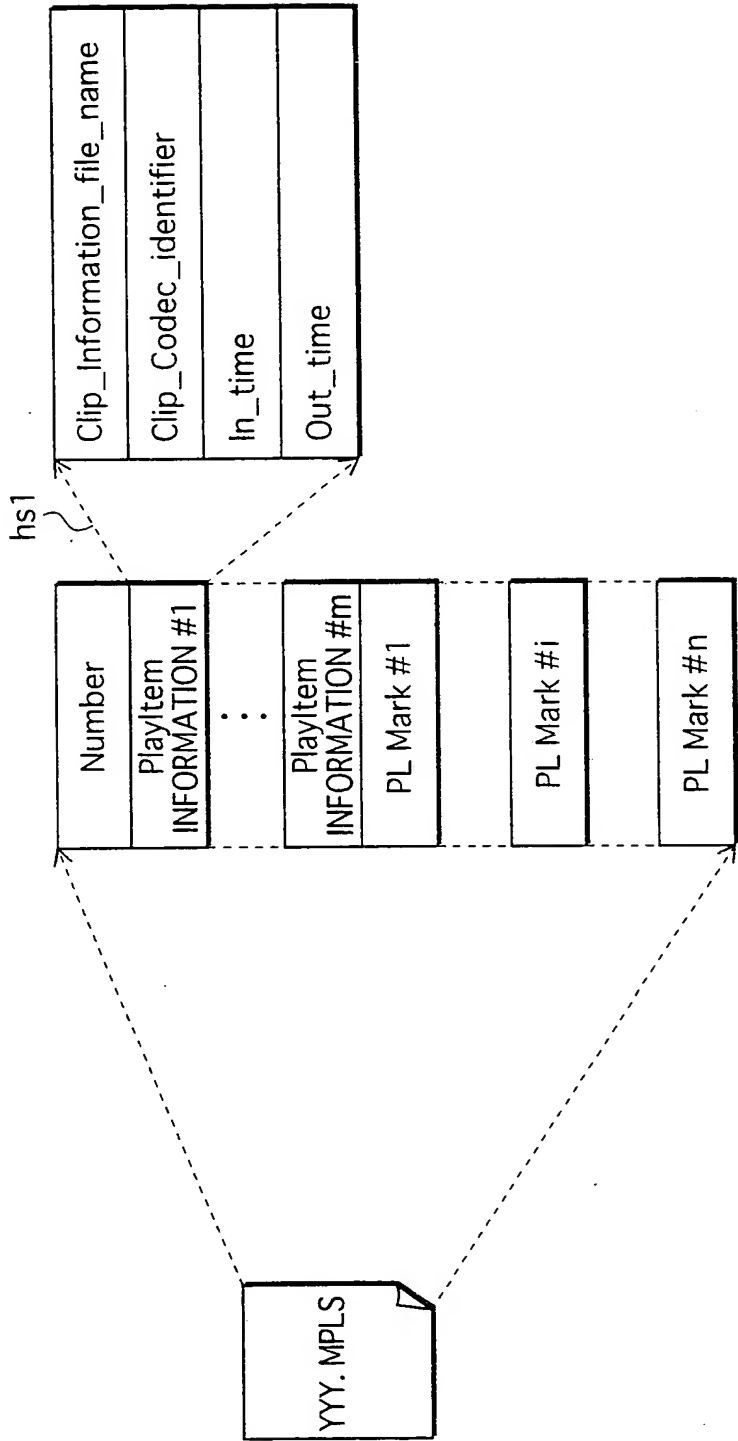 YYY. MPLS
Number
PlayItem
INFORMATION #1
. . .
PlayItem
INFORMATION #m
PL Mark #1
PL Mark #i
PL Mark #n
hs1
Clip_Information_file_name
Clip_Codec_identifier
In_time
Out_time